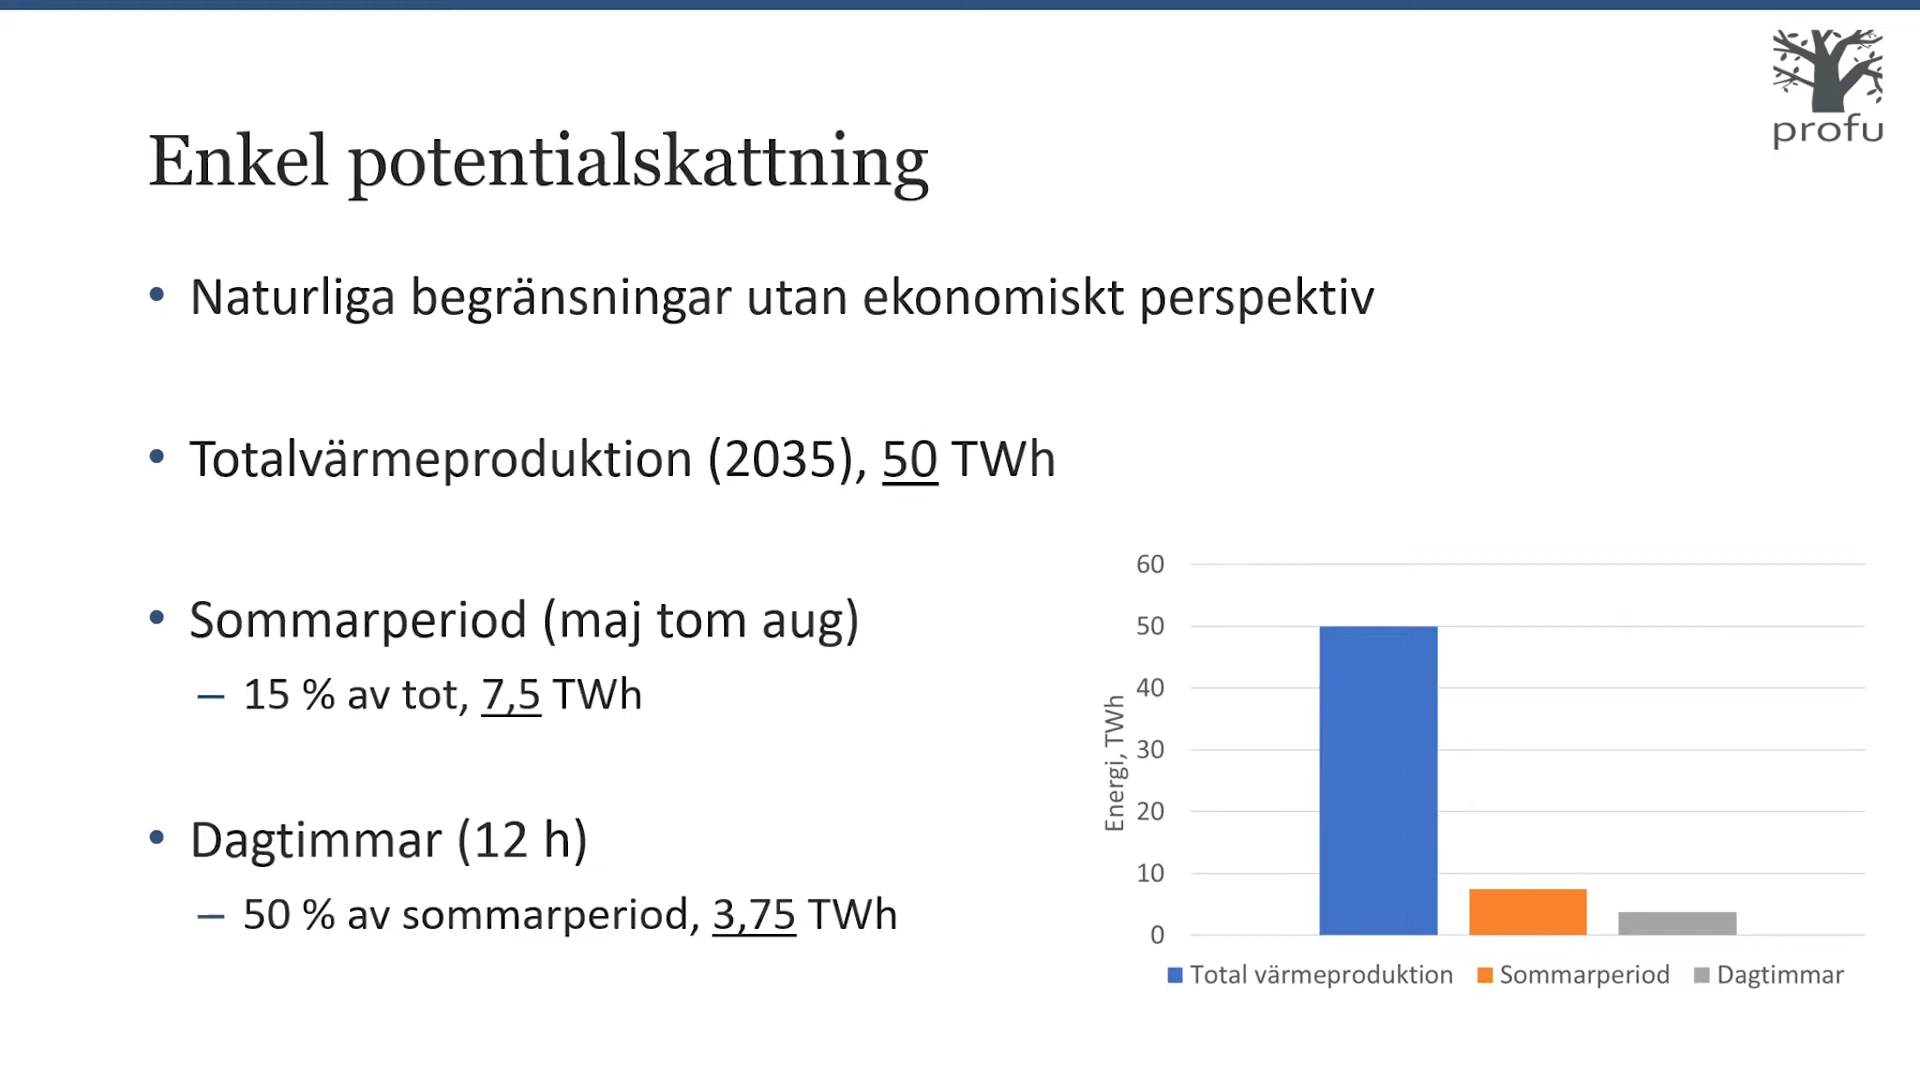 profu
Enkel potentialskattning
• Naturliga begränsningar utan ekonomiskt perspektiv
• Totalvärmeproduktion (2035), 50 TWh
• Sommarperiod (maj tom aug)
– 15 % av tot, 7,5 TWh
• Dagtimmar (12 h)
– 50 % av sommarperiod, 3,75 TWh
Energi, TWh
60
50
40
30
20
10
0
Total värmeproduktion Sommarperiod Dagtimmar